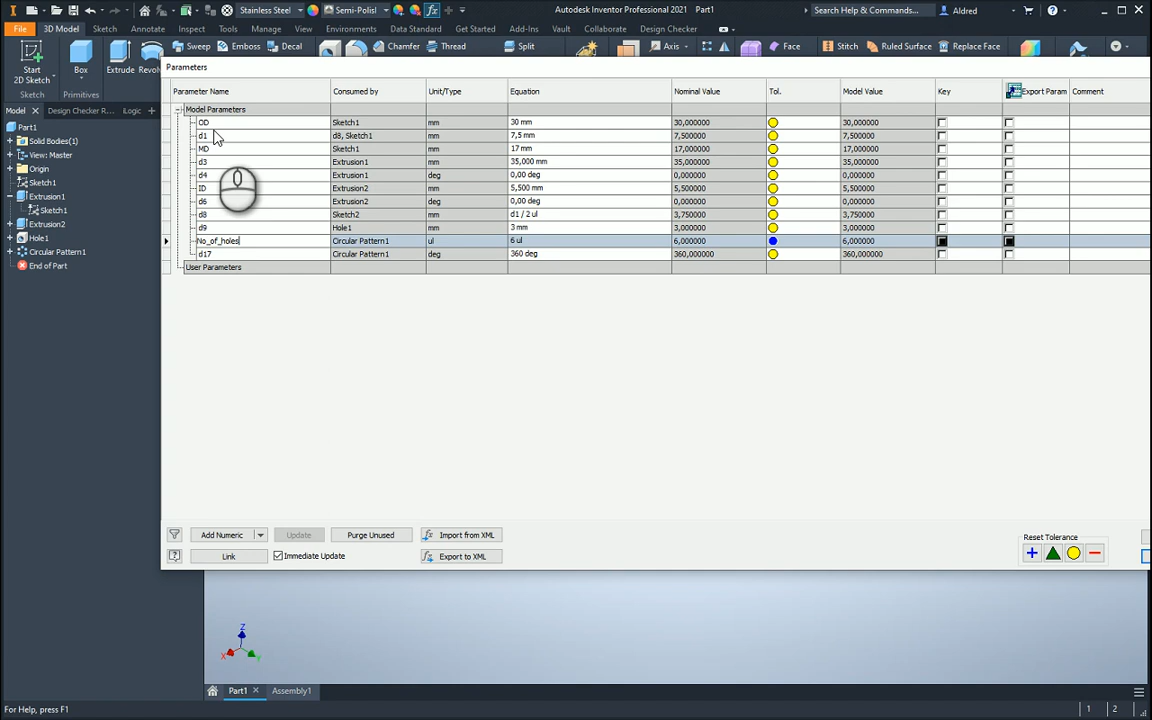 Stainless Steel
Semi-Polisl
Autodesk Inventor Professional 2021 Part1
Search Help & Commands...
Aldred
File
3D Model
Sketch
Annotate
Inspect
Tools
Manage
View
Environments
Get Started
Add-Ins
Vault
Collaborate
Design Checker
Start
2D Sketch
Box
Extrude
Revolv
Sweep
Emboss
Decal
Chamfer
Thread
Split
Axis
Face
Stitch
Ruled Surface
Replace Face
Sketch
Primitives
Parameters
Model
Design Checker R...
Logic
Part1
Solid Bodies(1)
View: Master
Origin
Sketch1
Extrusion1
Sketch1
Extrusion2
Hole1
Circular Pattern1
End of Part
Parameter Name Consumed by Unit/Type Equation Nominal Value Tol. Model Value Key Export Param Comment
Model Parameters
OD Sketch1 mm 30 mm 30,000000 30,000000
d1 d8, Sketch1 mm 7,5 mm 7,500000 7,500000
MD Sketch1 mm 17 mm 17,000000 17,000000
d3 Extrusion1 mm 35,000 mm 35,000000 35,000000
d4 Extrusion1 deg 0,00 deg 0,000000 0,000000
ID Extrusion2 mm 5,500 mm 5,500000 5,500000
d6 Extrusion2 deg 0,00 deg 0,000000 0,000000
d8 Sketch2 mm d1 / 2 ul 3,750000 3,750000
d9 Hole1 mm 3 mm 3,000000 3,000000
No_of_holes Circular Pattern1 ul 6 ul 6,000000 6,000000
d17 Circular Pattern1 deg 360 deg 360,000000 360,000000
User Parameters
Add Numeric
Update
Purge Unused
Import from XML
Link
Immediate Update
Export to XML
Reset Tolerance
Z
X
Y
Part1
Assembly1
For Help, press F1
1 2